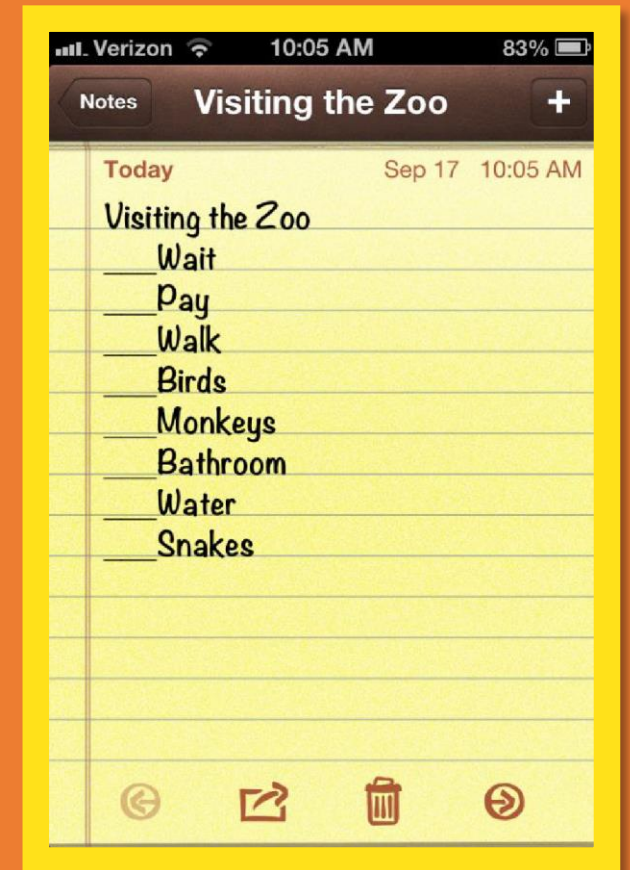 Verizon 10:05 AM 83%
Notes Visiting the Zoo +
Today Sep 17 10:05 AM
Visiting the Zoo
___Wait
___Pay
___Walk
___Birds
___Monkeys
___Bathroom
___Water
___Snakes